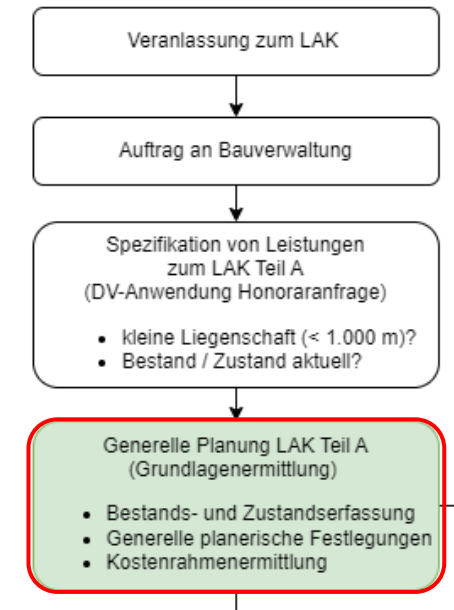 Veranlassung zum LAK
Auftrag an Bauverwaltung
Spezifikation von Leistungen
zum LAK Teil A
(DV-Anwendung Honoraranfrage)
• kleine Liegenschaft (< 1.000 m)?
• Bestand / Zustand aktuell?
Generelle Planung LAK Teil A
(Grundlagenermittlung)
• Bestands- und Zustandserfassung
• Generelle planerische Festlegungen
• Kostenrahmenermittlung